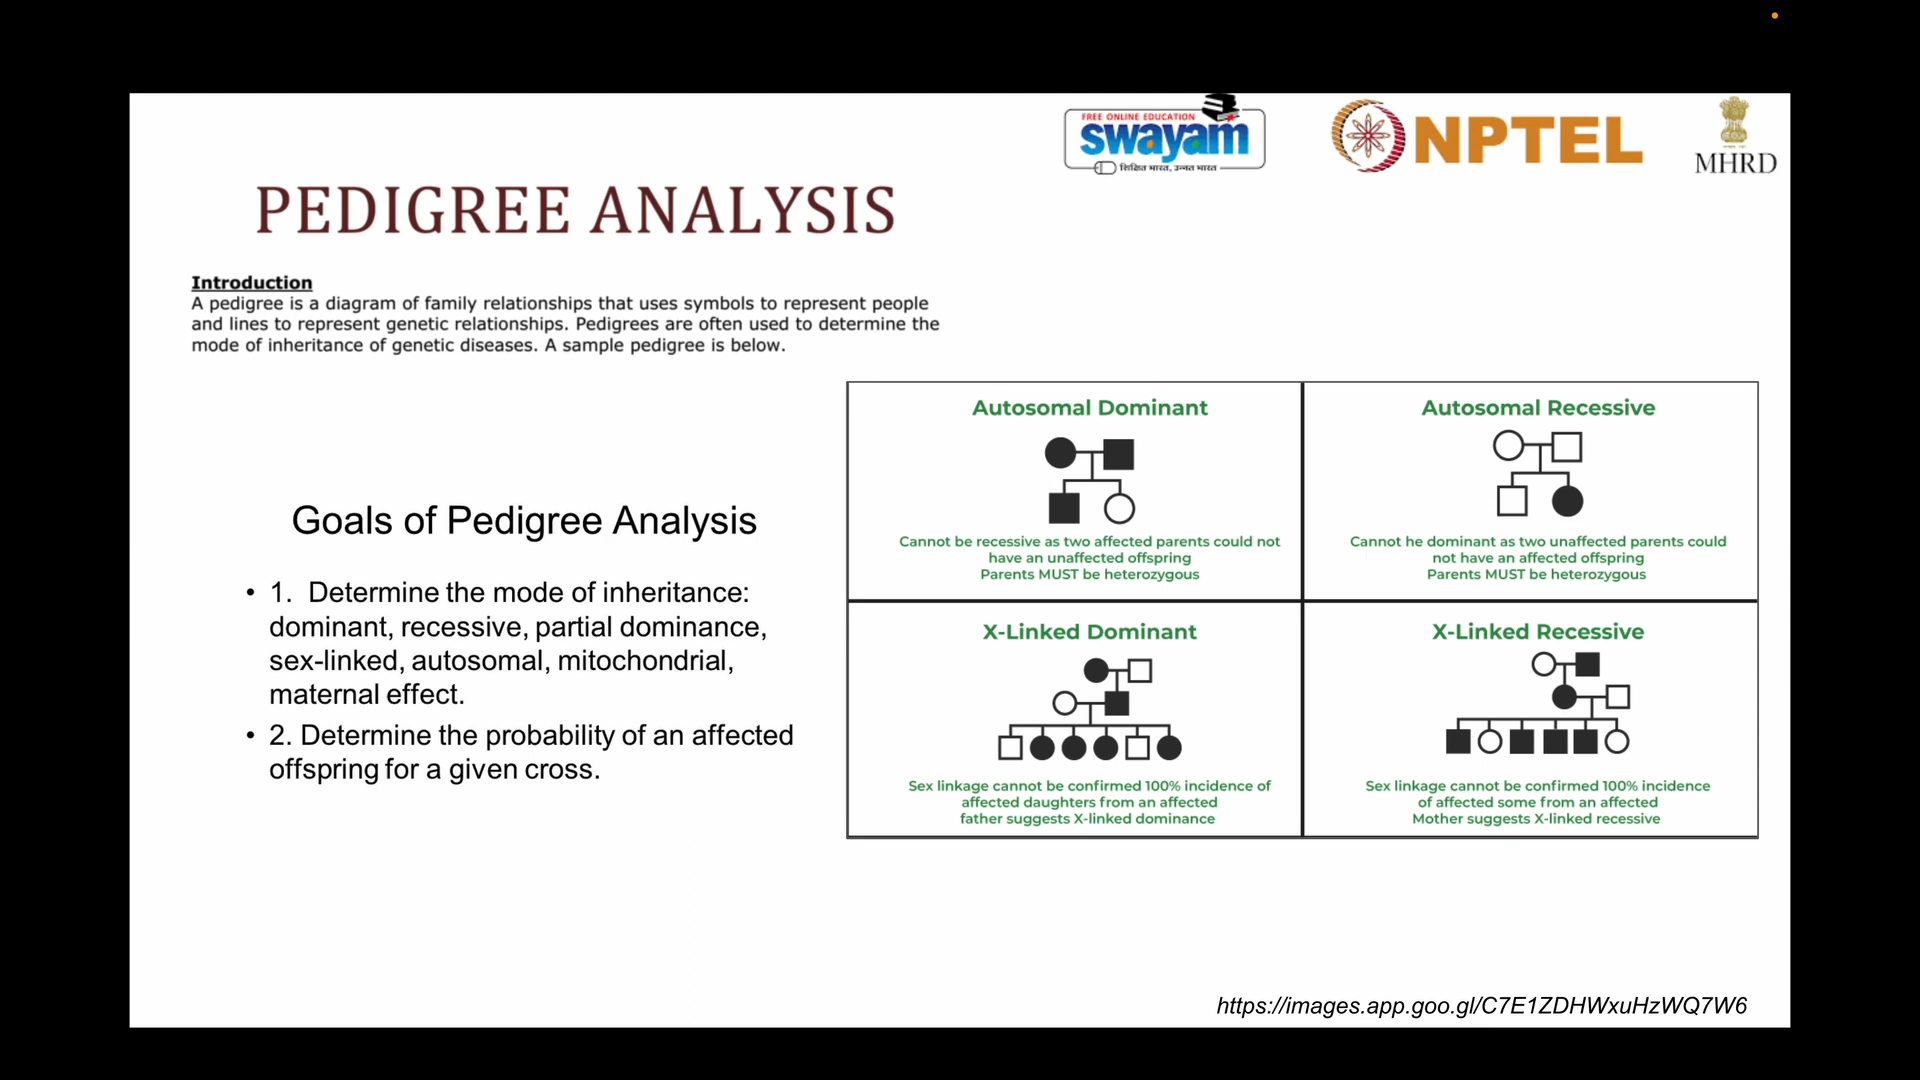 FREE ONLINE EDUCATION
swayam
शिक्षित भारत, उन्नत भारत
NPTEL
MHRD
PEDIGREE ANALYSIS
Introduction
A pedigree is a diagram of family relationships that uses symbols to represent people
and lines to represent genetic relationships. Pedigrees are often used to determine the
mode of inheritance of genetic diseases. A sample pedigree is below.
Goals of Pedigree Analysis
• 1. Determine the mode of inheritance:
dominant, recessive, partial dominance,
sex-linked, autosomal, mitochondrial,
maternal effect.
• 2. Determine the probability of an affected
offspring for a given cross.
Autosomal Dominant
Cannot be recessive as two affected parents could not
have an unaffected offspring
Parents MUST be heterozygous
Autosomal Recessive
Cannot he dominant as two unaffected parents could
not have an affected offspring
Parents MUST be heterozygous
X-Linked Dominant
Sex linkage cannot be confirmed 100% incidence of
affected daughters from an affected
father suggests X-linked dominance
X-Linked Recessive
Sex linkage cannot be confirmed 100% incidence
of affected some from an affected
Mother suggests X-linked recessive
https://images.app.goo.gl/C7E1ZDHWxuHzWQ7W6